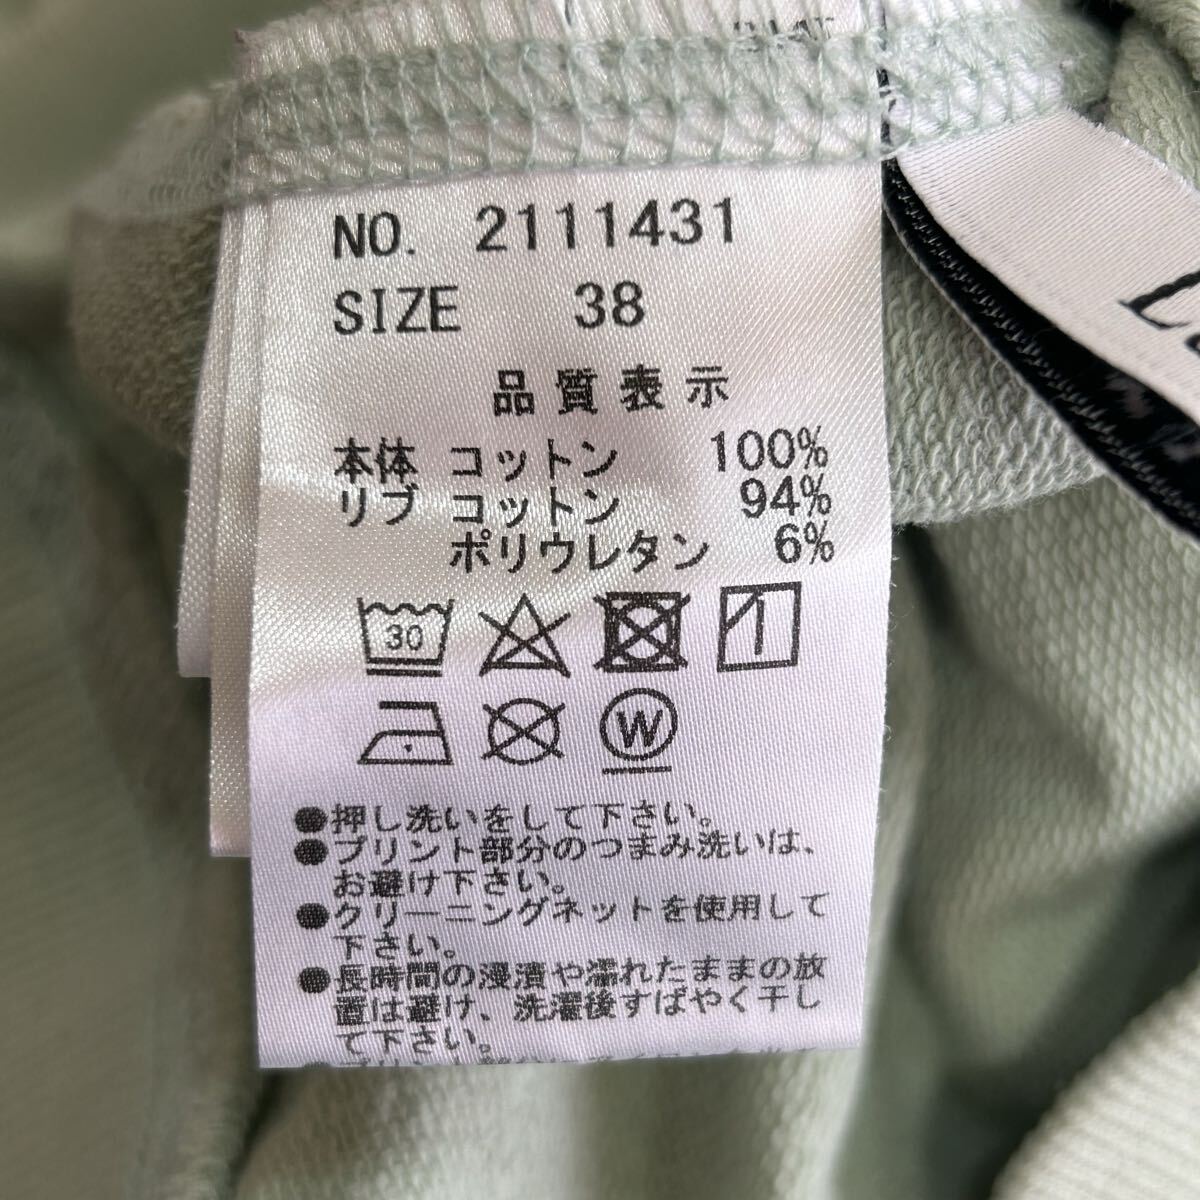 NO. 2111431
SIZE 38
品質表示
本体 コットン 100%
リブ コットン 94%
ポリウレタン 6%
30
W
●押し洗いをして下さい。
●プリント部分のつまみ洗いは、
お避け下さい。
●クリーニングネットを使用して
下さい。
●長時間の浸漬や濡れたままの放
置は避け、洗濯後すばやく干し
て下さい。